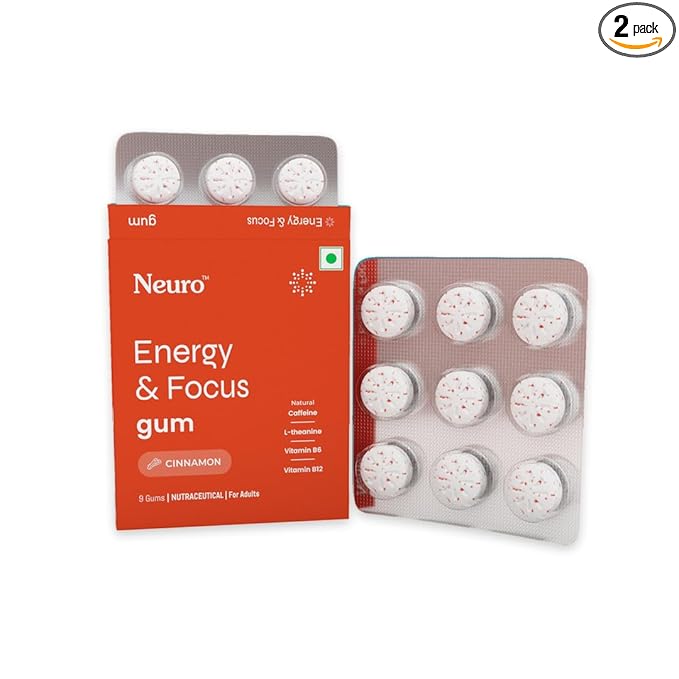 2 pack
gum
Energy & Focus
Neuro™
Energy
& Focus
gum
CINNAMON
Natural
Caffeine
L-theanine
Vitamin B6
Vitamin B12
9 Gums | NUTRACEUTICAL | For Adults